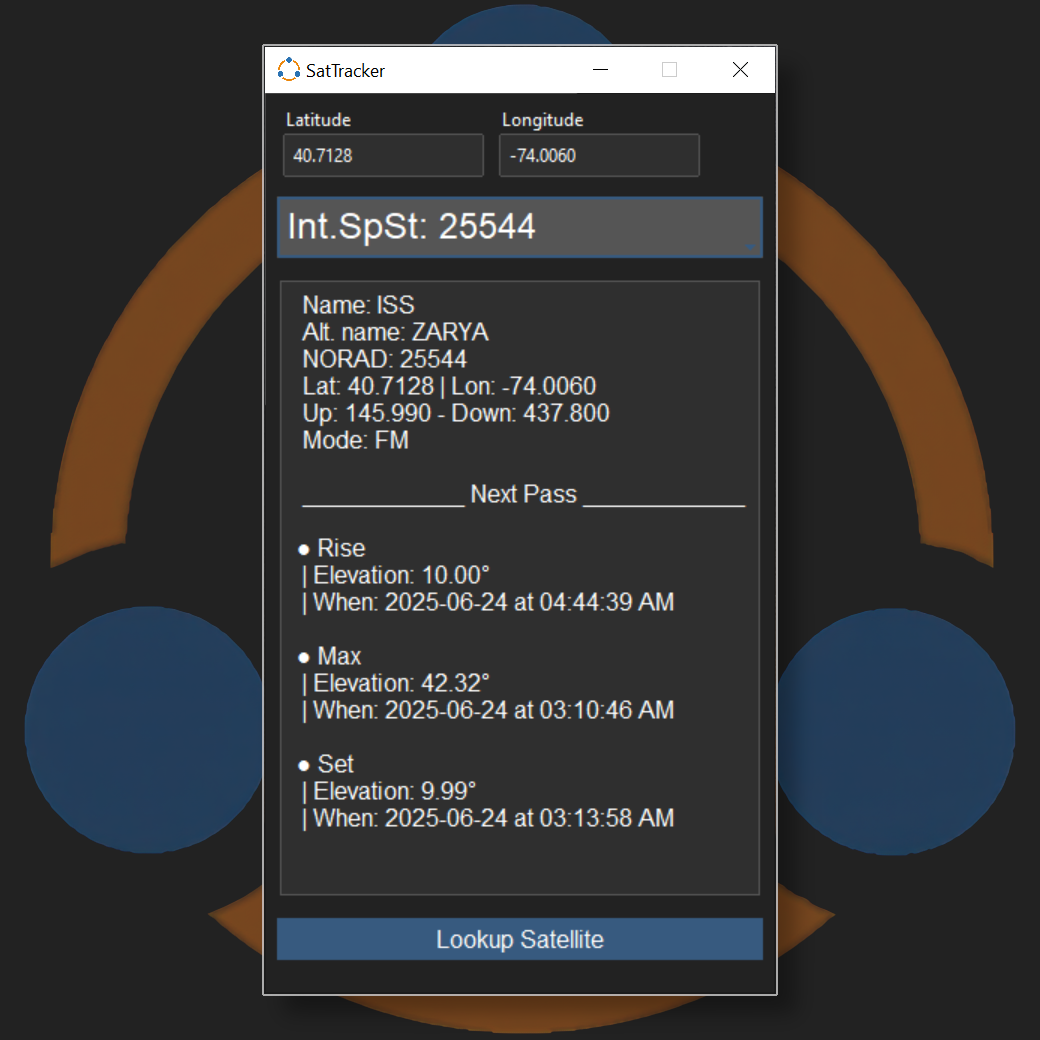 SatTracker
Latitude Longitude
40.7128 -74.0060
Int.SpSt: 25544
Name: ISS
Alt. name: ZARYA
NORAD: 25544
Lat: 40.7128 | Lon: -74.0060
Up: 145.990 - Down: 437.800
Mode: FM
_____________ Next Pass _____________
● Rise
| Elevation: 10.00°
| When: 2025-06-24 at 04:44:39 AM
● Max
| Elevation: 42.32°
| When: 2025-06-24 at 03:10:46 AM
● Set
| Elevation: 9.99°
| When: 2025-06-24 at 03:13:58 AM
Lookup Satellite